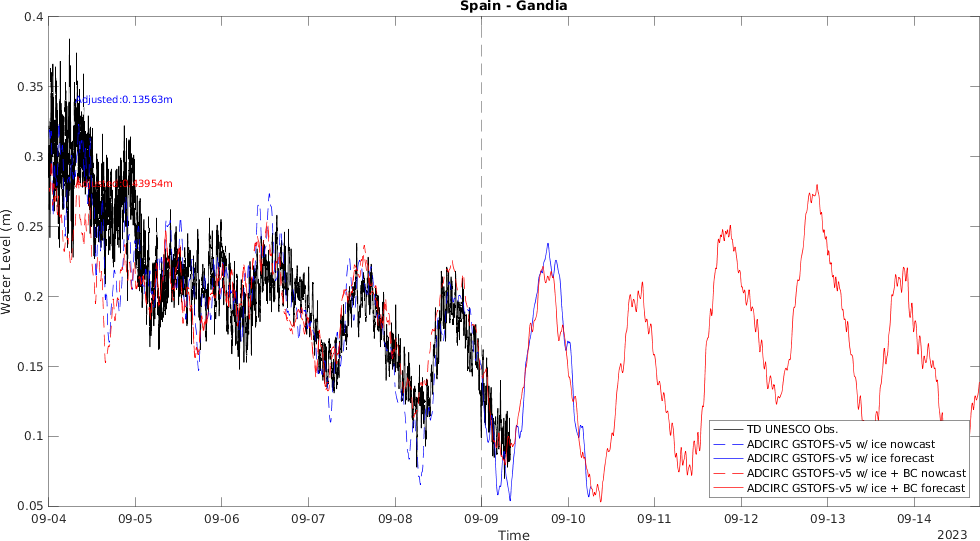 Spain - Gandia
0.4
0.35
0.3
0.25
0.2
0.15
0.1
0.05
Water Level (m)
Adjusted:0.13563m
43954m
TD UNESCO Obs.
ADCIRC GSTOFS-v5 w/ ice nowcast
ADCIRC GSTOFS-v5 w/ ice forecast
ADCIRC GSTOFS-v5 w/ ice + BC nowcast
ADCIRC GSTOFS-v5 w/ ice + BC forecast
09-04 09-05 09-06 09-07 09-08 09-09 09-10 09-11 09-12 09-13 09-14
Time
2023